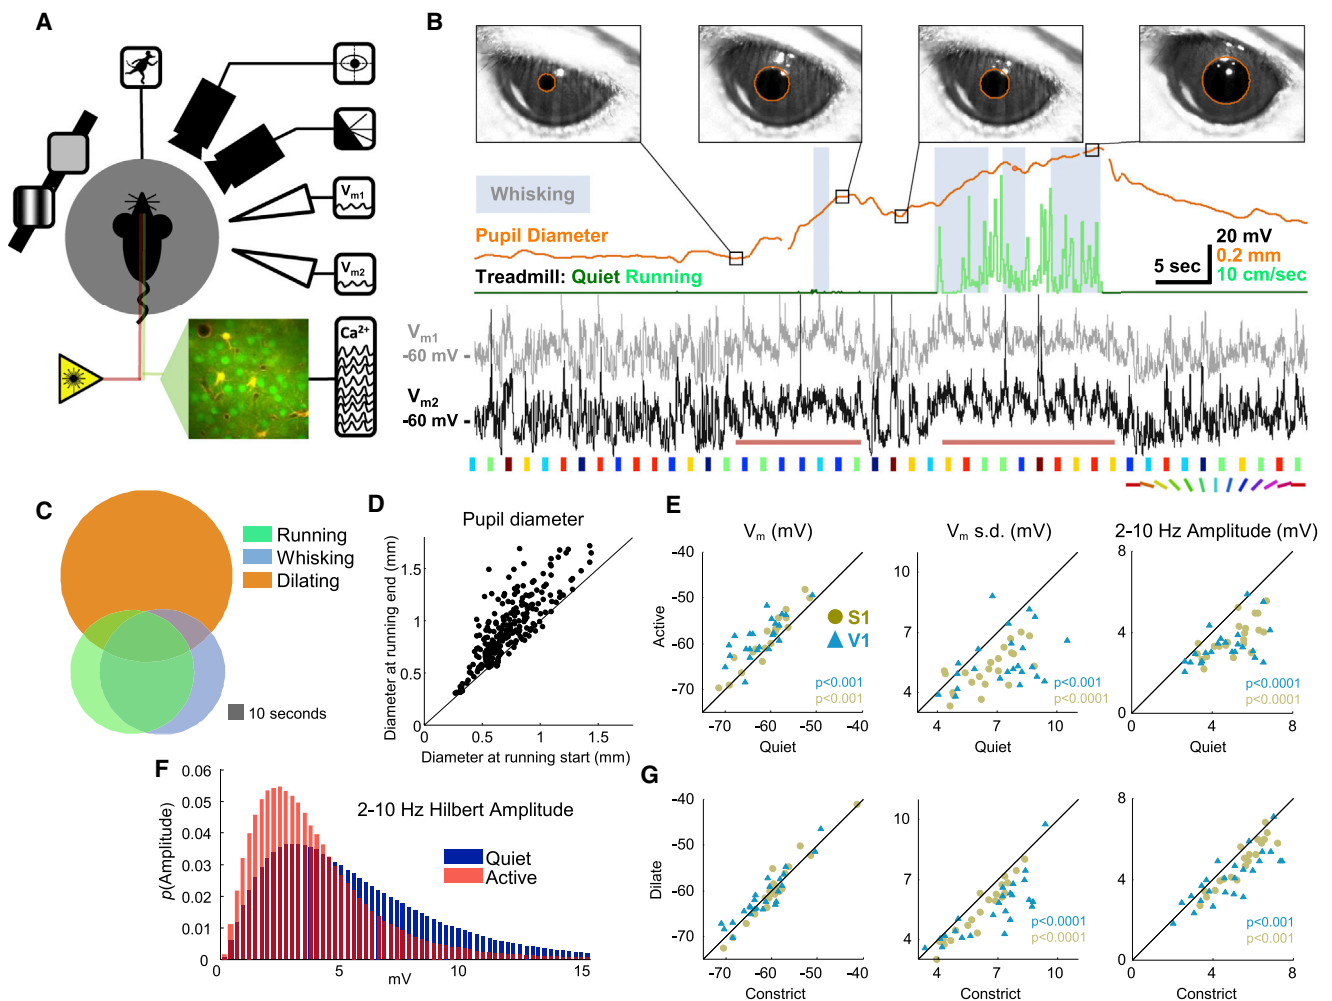 A
V_m1
V_m2
Ca²⁺
B
Whisking
Pupil Diameter
Treadmill: Quiet Running
20 mV
0.2 mm
10 cm/sec
5 sec
V_m1
-60 mV
V_m2
-60 mV
C
Running
Whisking
Dilating
10 seconds
D
Pupil diameter
Diameter at running end (mm)
1.5
1
0.5
0
0 0.5 1 1.5
Diameter at running start (mm)
E
V_m (mV)
Active
-40
-50
-60
-70
S1
V1
p<0.001
p<0.001
-70 -60 -50 -40
Quiet
V_m s.d. (mV)
10
7
4
p<0.001
p<0.0001
4 7 10
Quiet
2-10 Hz Amplitude (mV)
8
4
0
p<0.0001
p<0.0001
0 4 8
Quiet
F
2-10 Hz Hilbert Amplitude
p(Amplitude)
0.06
0.05
0.04
0.03
0.02
0.01
0
Quiet
Active
0 5 10 15
mV
G
Dilate
-40
-50
-60
-70
-70 -60 -50 -40
Constrict
10
7
4
p<0.0001
p<0.0001
4 7 10
Constrict
8
4
0
p<0.001
p<0.001
0 4 8
Constrict